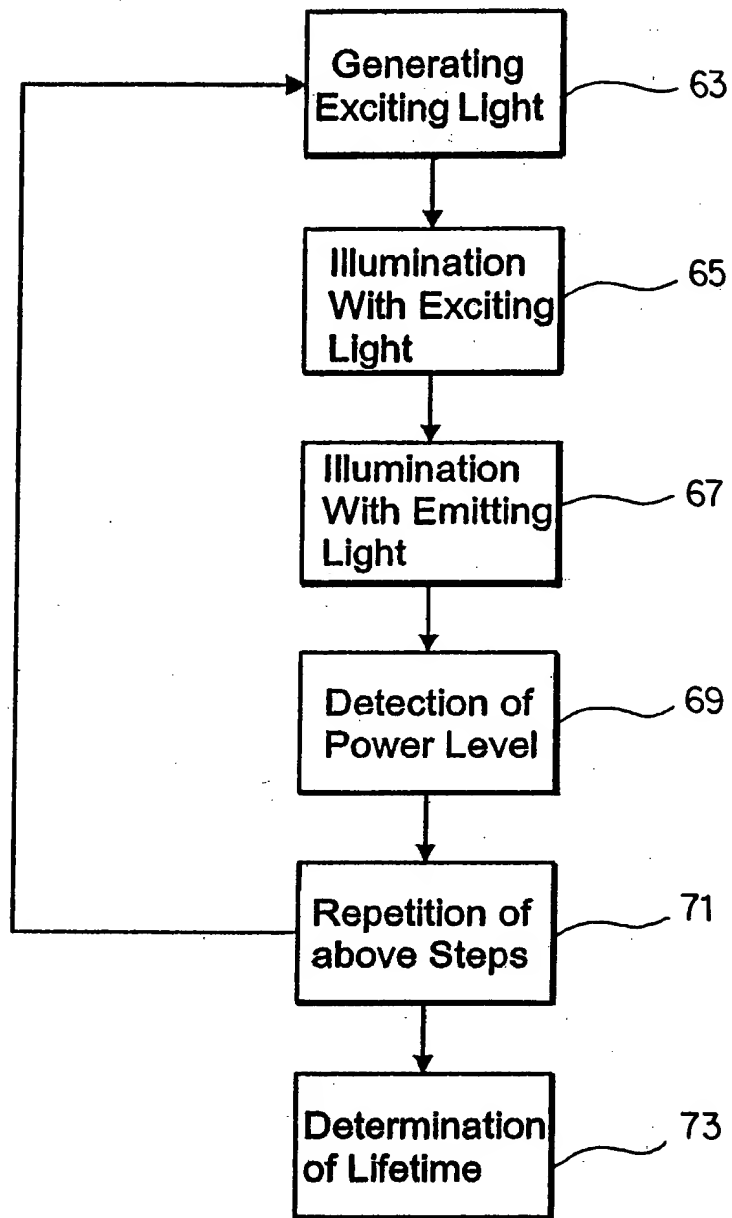 Generating
Exciting Light
63
Illumination
With Exciting
Light
65
Illumination
With Emitting
Light
67
Detection of
Power Level
69
Repetition of
above Steps
71
Determination
of Lifetime
73